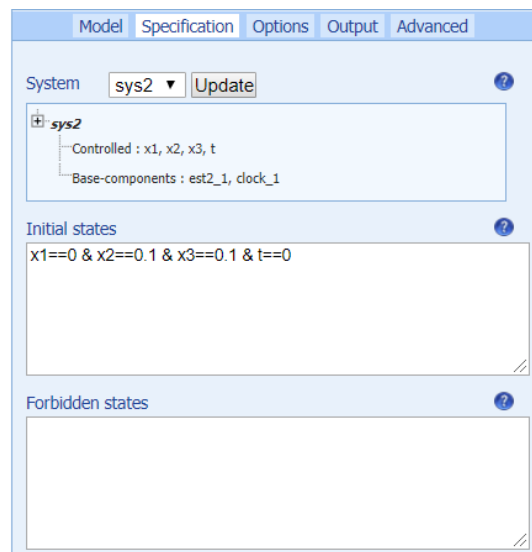 Model Specification Options Output Advanced
System sys2 ▼ Update ?
sys2
Controlled : x1, x2, x3, t
Base-components : est2_1, clock_1
Initial states ?
x1==0 & x2==0.1 & x3==0.1 & t==0
Forbidden states ?